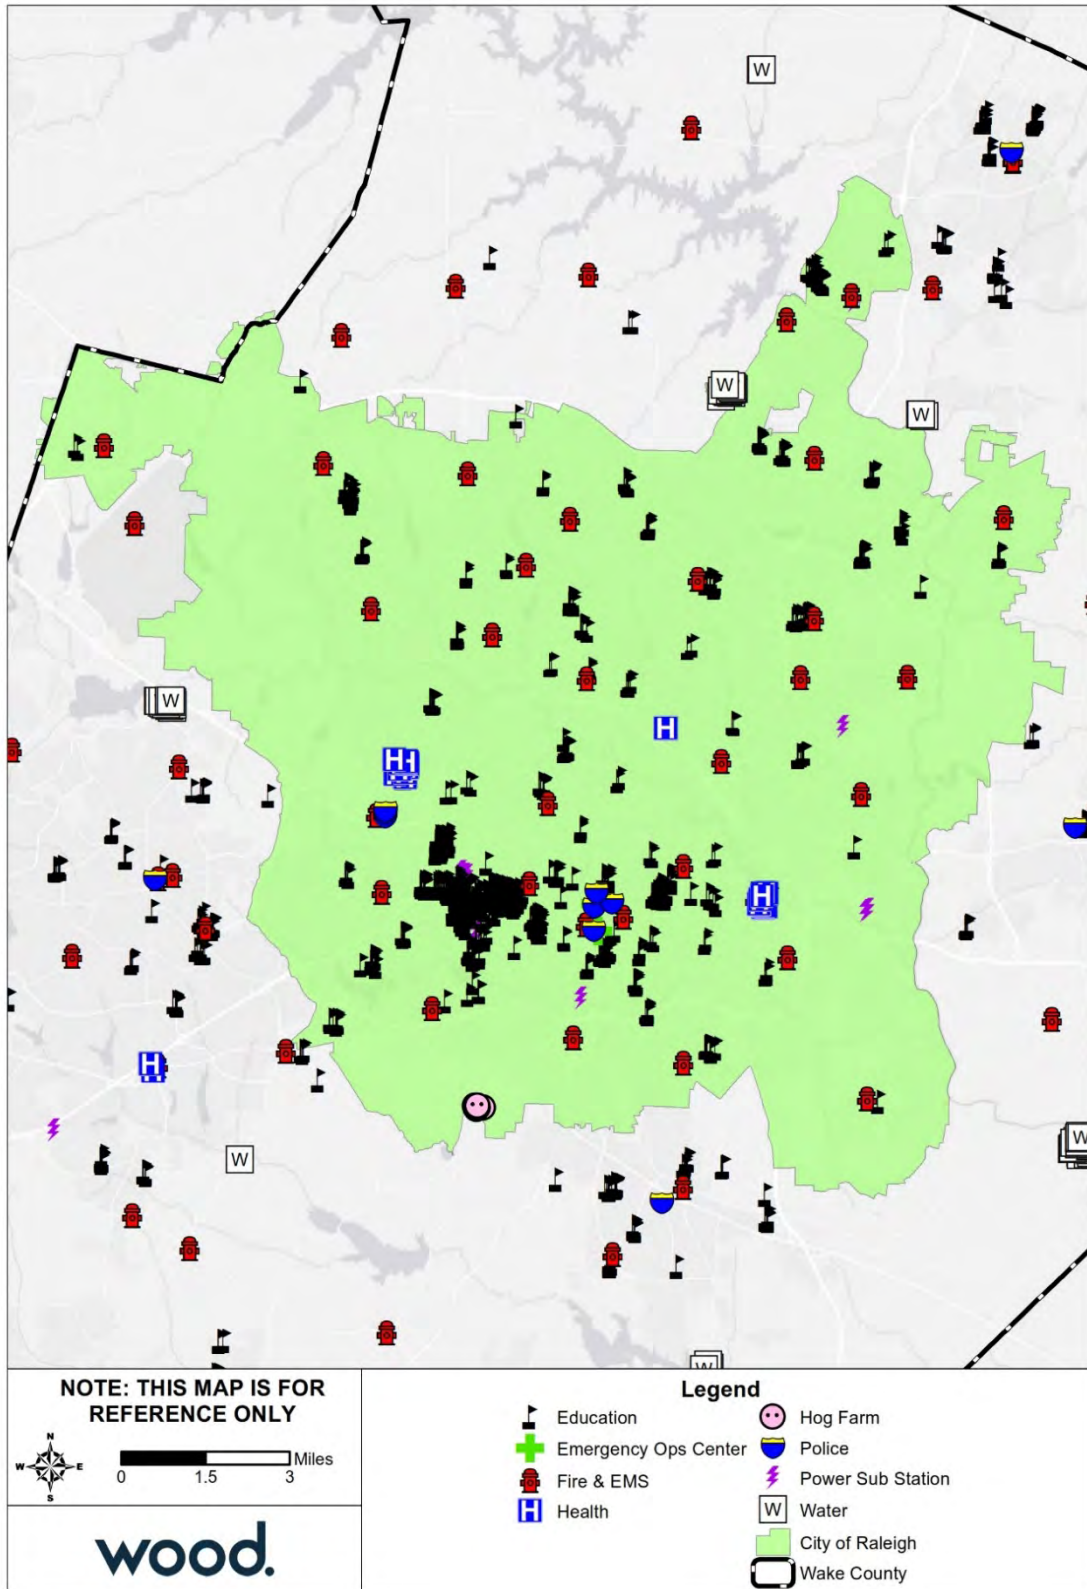 W
W
W
W
W
H
H
H
H
W
W
W
NOTE: THIS MAP IS FOR
REFERENCE ONLY
N
W E
S
Miles
0 1.5 3
wood.
Legend
Education
Emergency Ops Center
Fire & EMS
H Health
Hog Farm
Police
Power Sub Station
W Water
City of Raleigh
Wake County